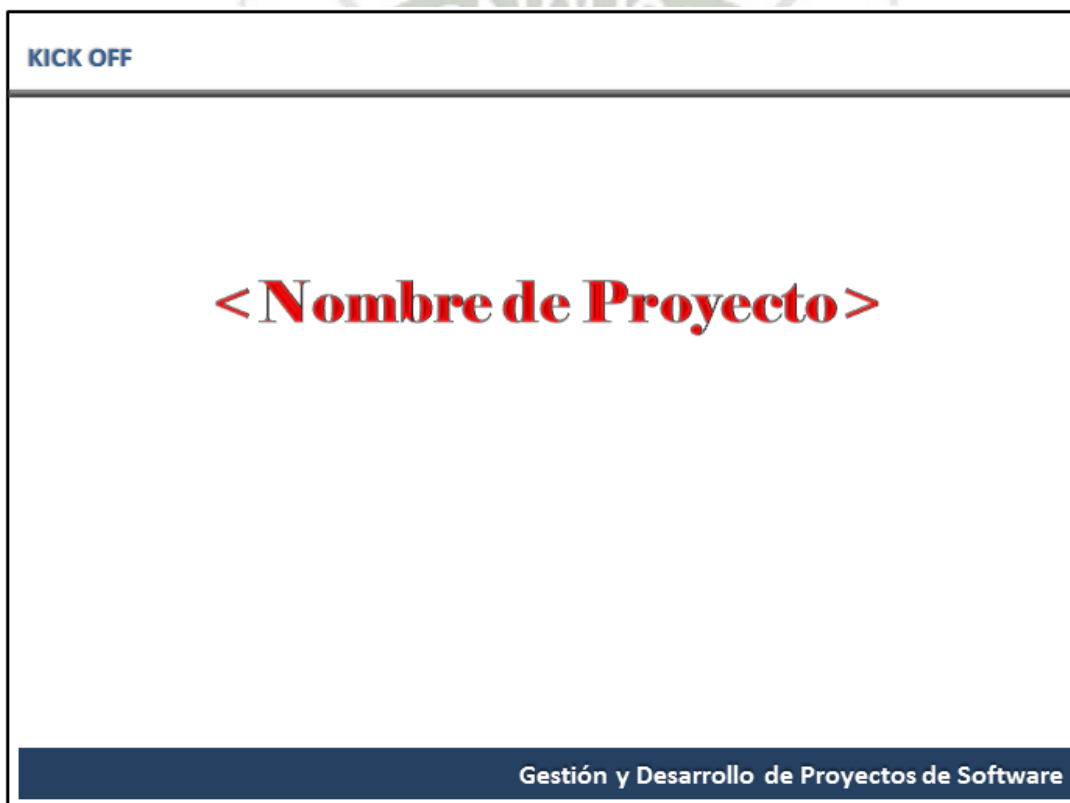 KICK OFF
<Nombre de Proyecto>
Gestión y Desarrollo de Proyectos de Software